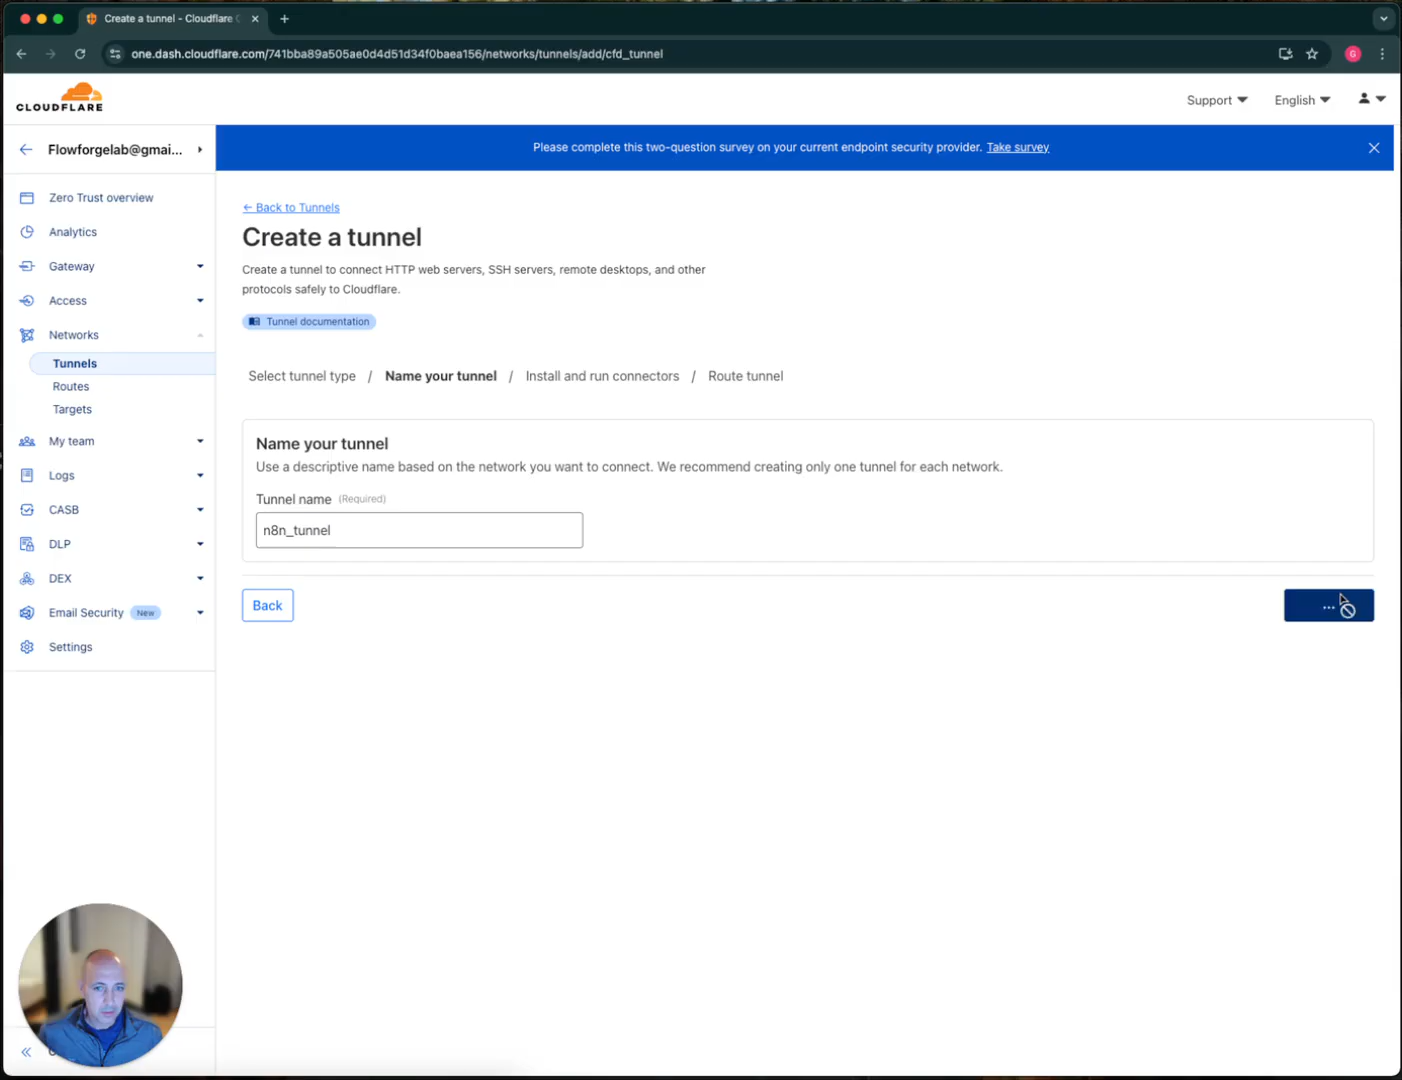 Create a tunnel - Cloudflare
one.dash.cloudflare.com/741bba89a505ae0d4d51d34f0baea156/networks/tunnels/add/cfd_tunnel
G
CLOUDFLARE
Support
English
Flowforgelab@gmai...
Please complete this two-question survey on your current endpoint security provider. Take survey
Zero Trust overview
Analytics
Gateway
Access
Networks
Tunnels
Routes
Targets
My team
Logs
CASB
DLP
DEX
Email Security New
Settings
← Back to Tunnels
Create a tunnel
Create a tunnel to connect HTTP web servers, SSH servers, remote desktops, and other
protocols safely to Cloudflare.
Tunnel documentation
Select tunnel type / Name your tunnel / Install and run connectors / Route tunnel
Name your tunnel
Use a descriptive name based on the network you want to connect. We recommend creating only one tunnel for each network.
Tunnel name (Required)
n8n_tunnel
Back
...